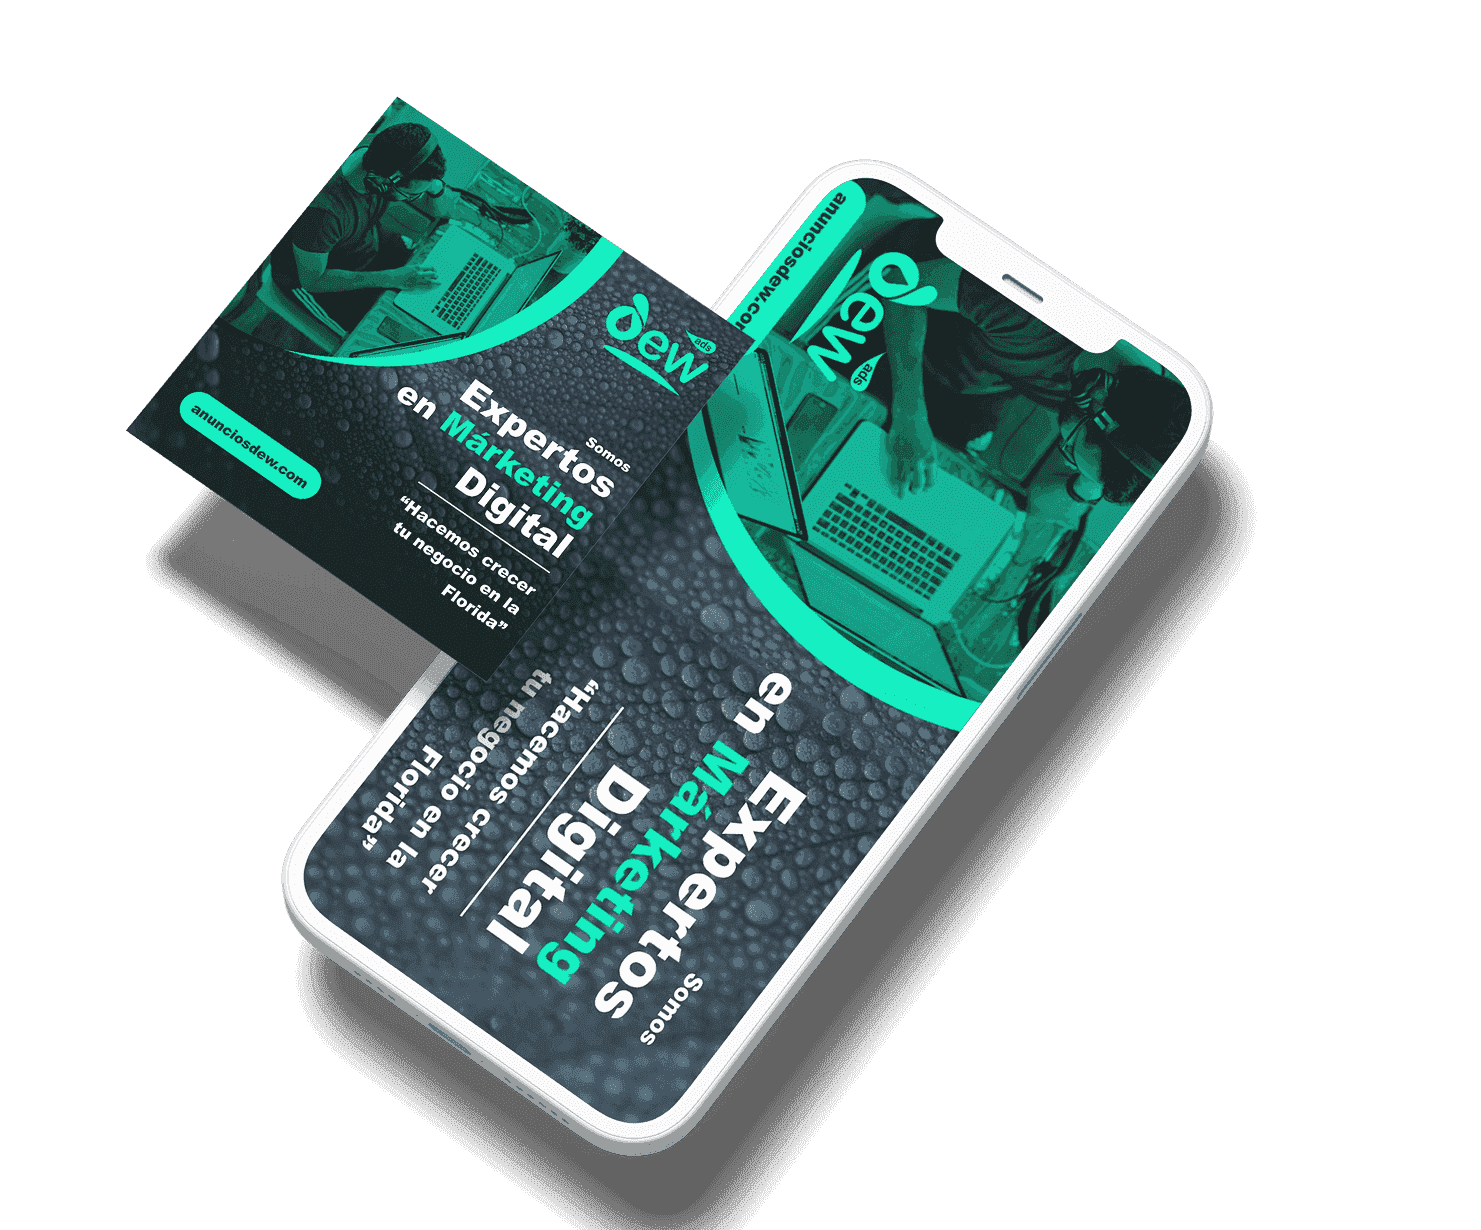 dew
ads
Somos
Expertos
en Márketing
Digital
“Hacemos crecer
tu negocio en la
Florida”
anunciosdew.com
anunciosdew.co
dew
ads
Somos
Expertos
en Márketing
Digital
“Hacemos crecer
tu negocio en la
Florida”